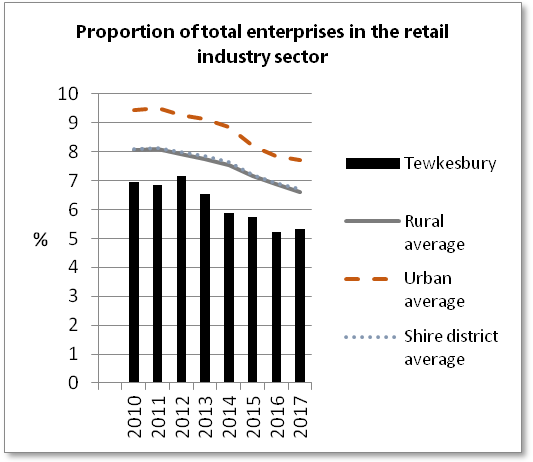 Proportion of total enterprises in the retail
industry sector
10
9
8
7
6
5
4
3
2
1
0
%
2010
2011
2012
2013
2014
2015
2016
2017
Tewkesbury
Rural
average
Urban
average
Shire district
average